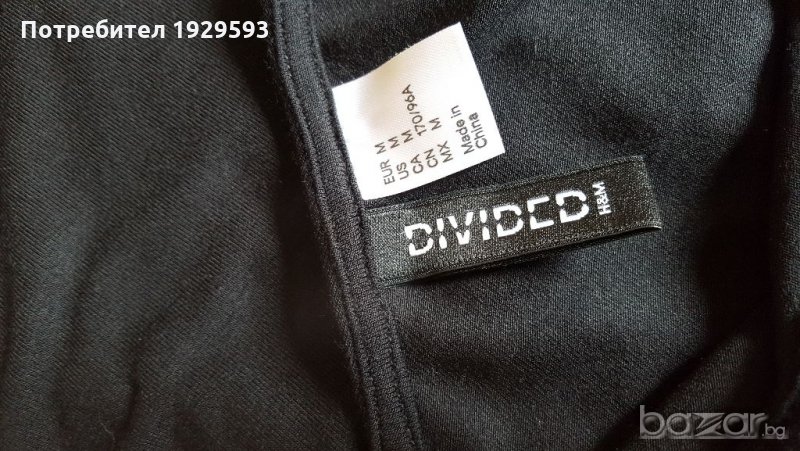 Потребител 1929593
EUR M
US M
CA M
CN 170/96A
MX M
Made in
China
DIVIDED
H&M
bazar.bg